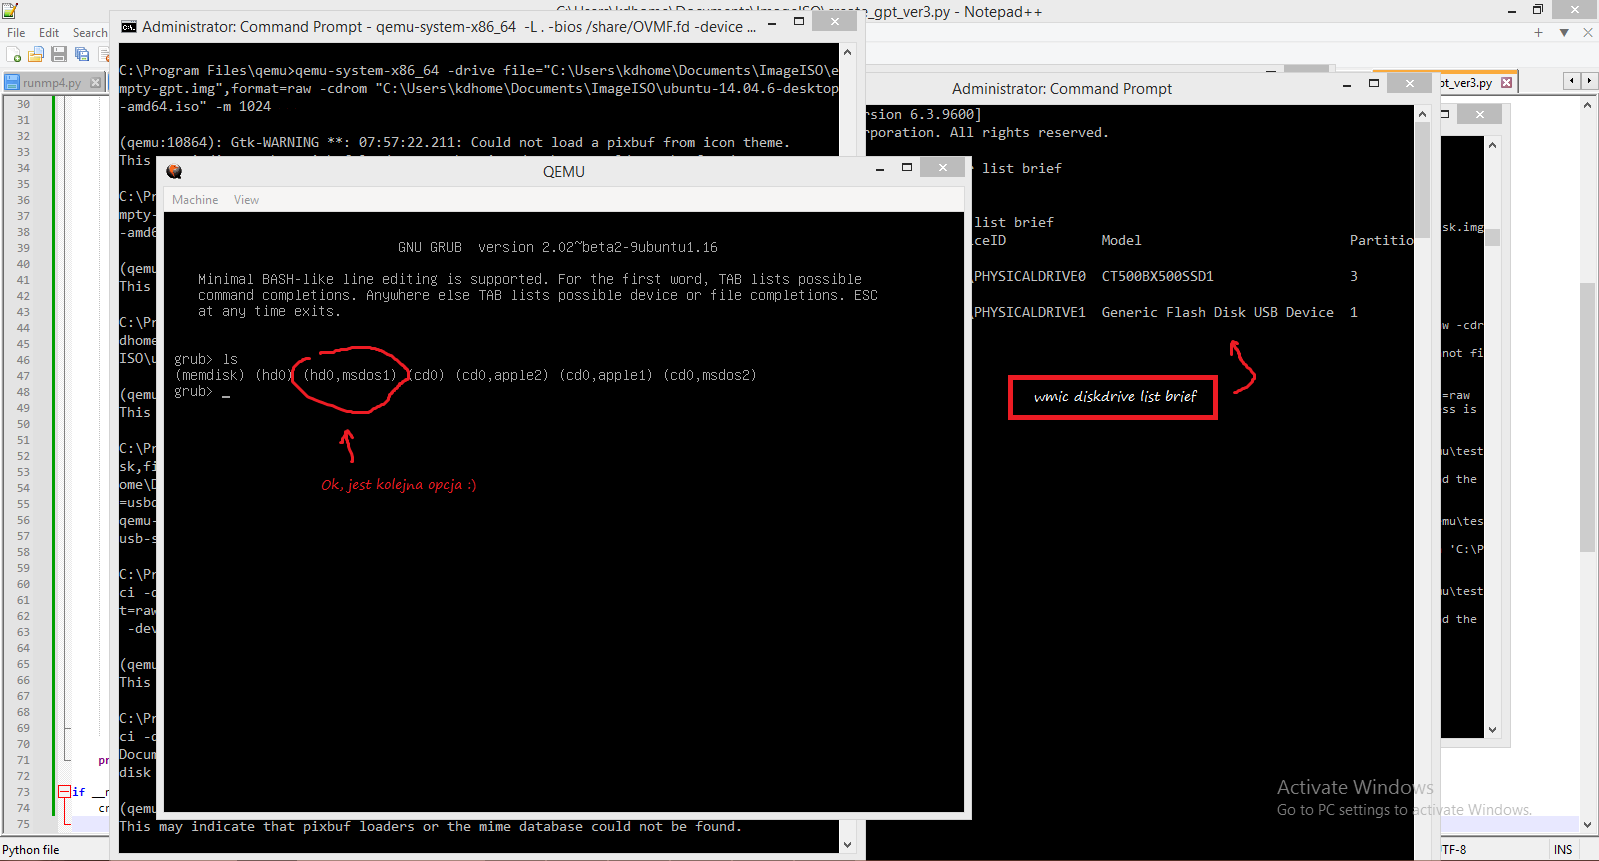 C:\Users\kdhome\Documents\ImageISO\create_gpt_ver3.py - Notepad++
File Edit Search
runmp4.py
pt_ver3.py
Administrator: Command Prompt - qemu-system-x86_64 -L . -bios /share/OVMF.fd -device ...
C:\Program Files\qemu>qemu-system-x86_64 -drive file="C:\Users\kdhome\Documents\ImageISO\e
mpty-gpt.img",format=raw -cdrom "C:\Users\kdhome\Documents\ImageISO\ubuntu-14.04.6-desktop
-amd64.iso" -m 1024
(qemu:10864): Gtk-WARNING **: 07:57:22.211: Could not load a pixbuf from icon theme.
This
C:\Pr
mpty-
-amd6
(qemu
This
C:\Pr
dhome
ISO\u
(qemu
This
C:\Pr
sk,fi
ome\D
=usbd
qemu-
usb-s
C:\Pr
ci -d
t=raw
-dev
(qemu
This
C:\Pr
ci -d
Docum
disk
(qemu
This may indicate that pixbuf loaders or the mime database could not be found.
QEMU
Machine View
GNU GRUB version 2.02~beta2-9ubuntu1.16
Minimal BASH-like line editing is supported. For the first word, TAB lists possible
command completions. Anywhere else TAB lists possible device or file completions. ESC
at any time exits.
grub> ls
(memdisk) (hd0) (hd0,msdos1) (cd0) (cd0,apple2) (cd0,apple1) (cd0,msdos2)
grub> _
Ok, jest kolejna opcja :)
Administrator: Command Prompt
rsion 6.3.9600]
rporation. All rights reserved.
list brief
list brief
ceID Model Partitio
\PHYSICALDRIVE0 CT500BX500SSD1 3
\PHYSICALDRIVE1 Generic Flash Disk USB Device 1
wmic diskdrive list brief
sk.img
w -cdr
not fi
=raw
ess is
mu\test
d the
emu\tes
'C:\P
mu\test
d the
30
31
32
33
34
35
36
37
38
39
40
41
42
43
44
45
46
47
48
49
50
51
52
53
54
55
56
57
58
59
60
61
62
63
64
65
66
67
68
69
70
71 pr
72
73 if __n
74 cr
75
Activate Windows
Go to PC settings to activate Windows.
Python file
TF-8 INS